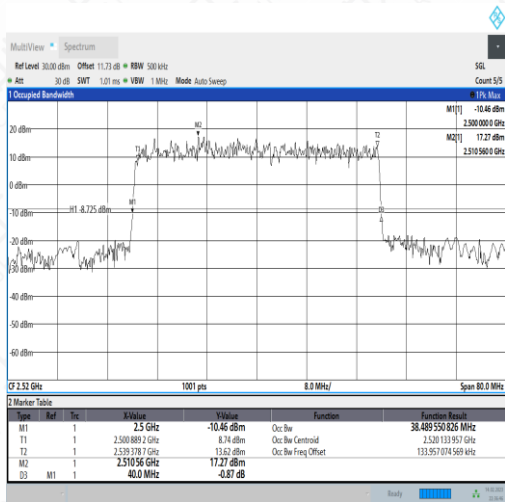 MultiView Spectrum
Ref Level 30.00 dBm Offset 11.73 dB RBW 500 kHz SGL
Att 30 dB SWT 1.01 ms VBW 1 MHz Mode Auto Sweep Count 5/5
1 Occupied Bandwidth 1Pk Max
M1[1] -10.46 dBm
2.500 000 0 GHz
M2[1] 17.27 dBm
2.510 560 0 GHz
M2
T2
T1
20 dBm
10 dBm
0 dBm
H1 -8.725 dBm
M1
D3
-10 dBm
-20 dBm
-30 dBm
-40 dBm
-50 dBm
-60 dBm
CF 2.52 GHz 1001 pts 8.0 MHz/ Span 80.0 MHz
2 Marker Table
Type Ref Trc X-Value Y-Value Function Function Result
M1 1 2.5 GHz -10.46 dBm Occ Bw 38.489 550 826 MHz
T1 1 2.500 889 2 GHz 8.74 dBm Occ Bw Centroid 2.520 133 957 GHz
T2 1 2.539 378 7 GHz 13.62 dBm Occ Bw Freq Offset 133.957 074 569 kHz
M2 1 2.510 56 GHz 17.27 dBm
D3 M1 1 40.0 MHz -0.87 dB
Ready